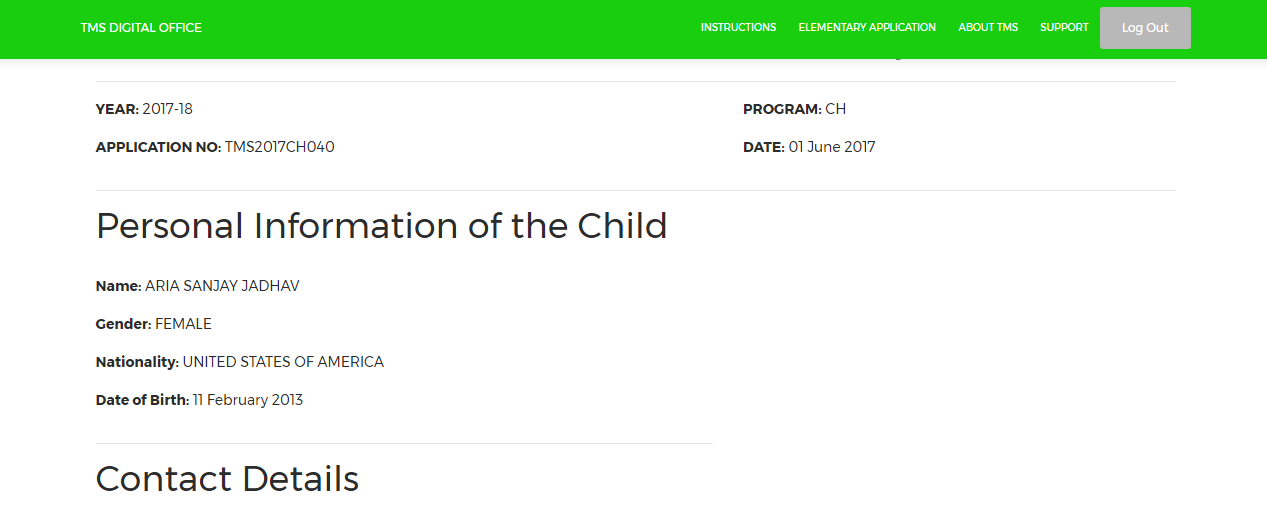 TMS DIGITAL OFFICE
INSTRUCTIONS
ELEMENTARY APPLICATION
ABOUT TMS
SUPPORT
Log Out
YEAR: 2017-18
PROGRAM: CH
APPLICATION NO: TMS2017CH040
DATE: 01 June 2017
Personal Information of the Child
Name: ARIA SANJAY JADHAV
Gender: FEMALE
Nationality: UNITED STATES OF AMERICA
Date of Birth: 11 February 2013
Contact Details